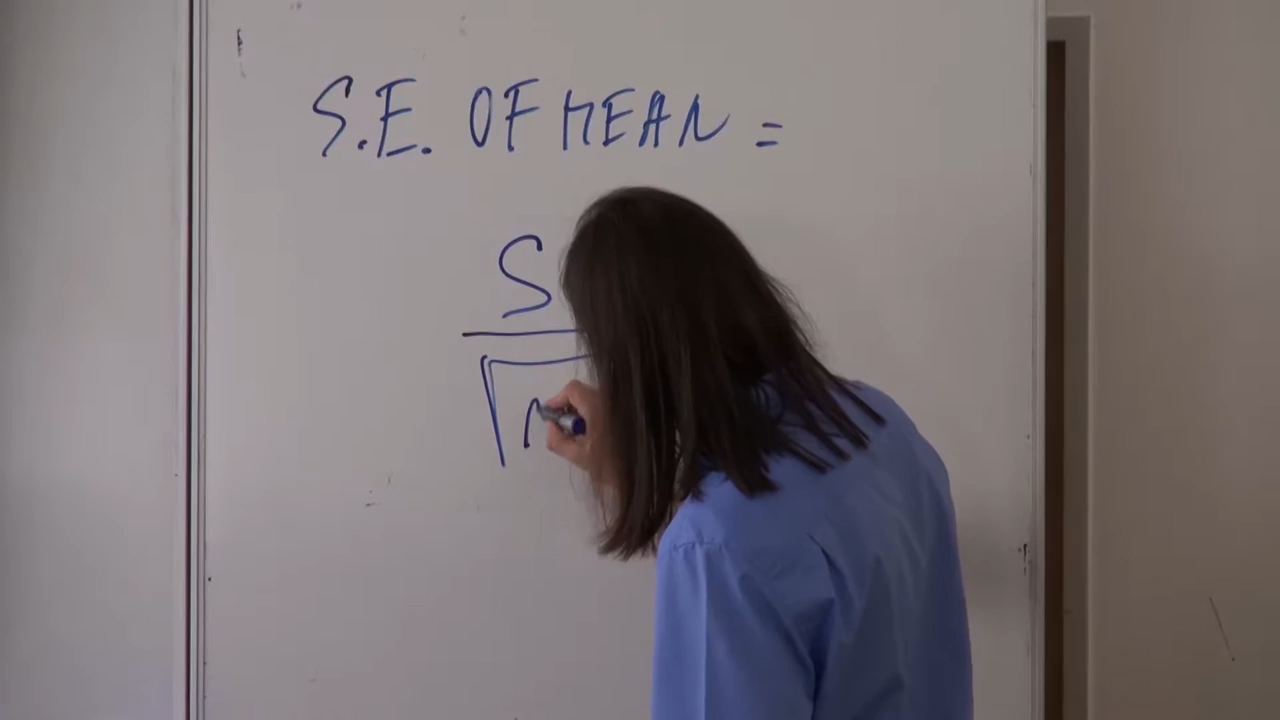 S.E. OF MEAN =
S
√n